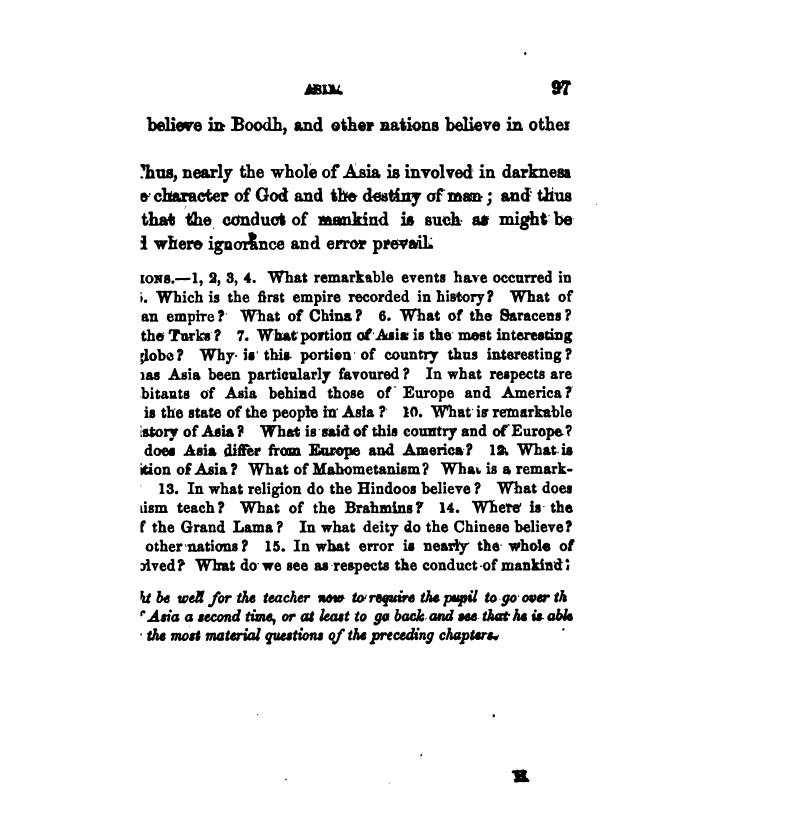 ASIA.
97
believe in Boodh, and other nations believe in other
Thus, nearly the whole of Asia is involved in darkness
e character of God and the destiny of man; and thus
that the conduct of mankind is such as might be
d where ignorance and error prevail.
IONS.—1, 2, 3, 4. What remarkable events have occurred in
5. Which is the first empire recorded in history? What of
an empire? What of China? 6. What of the Saracens?
the Turks? 7. What portion of Asia is the most interesting
globe? Why is this portion of country thus interesting?
has Asia been particularly favoured? In what respects are
bitants of Asia behind those of Europe and America?
is the state of the people in Asia? 10. What is remarkable
istory of Asia? What is said of this country and of Europe?
does Asia differ from Europe and America? 12. What is
ition of Asia? What of Mahometanism? What is a remark-
13. In what religion do the Hindoos believe? What does
uism teach? What of the Brahmins? 14. Where is the
f the Grand Lama? In what deity do the Chinese believe?
other nations? 15. In what error is nearly the whole of
olved? What do we see as respects the conduct of mankind?
ht be well for the teacher now to require the pupil to go over th
f Asia a second time, or at least to go back and see that he is able
the most material questions of the preceding chapters.
H